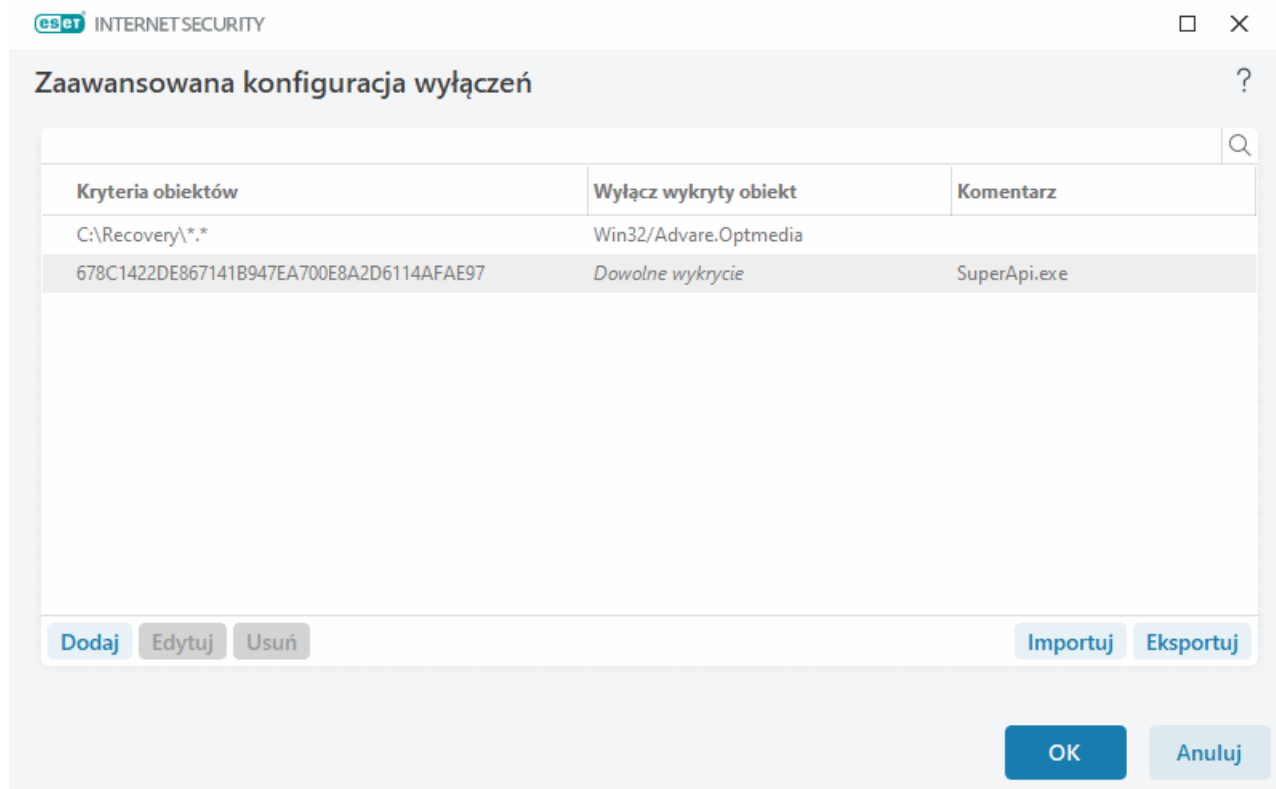 eseT INTERNET SECURITY
Zaawansowana konfiguracja wyłączeń ?
Kryteria obiektów Wyłącz wykryty obiekt Komentarz
C:\Recovery\*.* Win32/Advare.Optmedia
678C1422DE867141B947EA700E8A2D6114AFAE97 Dowolne wykrycie SuperApi.exe
Dodaj Edytuj Usuń Importuj Eksportuj
OK Anuluj